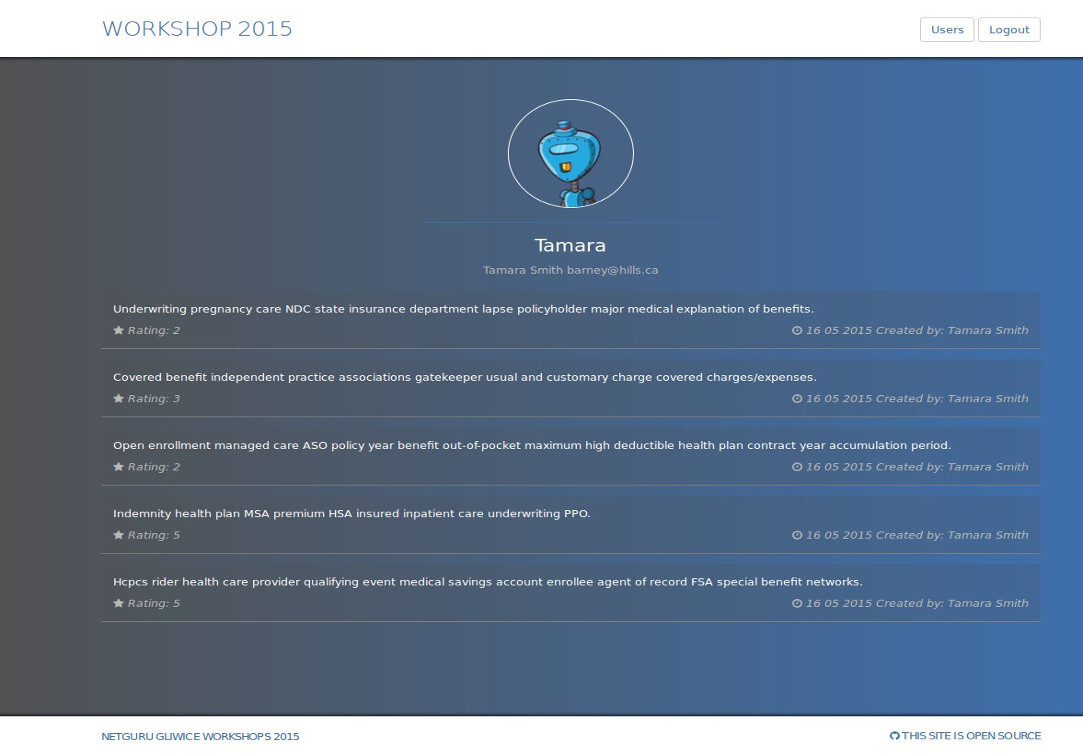 WORKSHOP 2015
Users Logout
Tamara
Tamara Smith barney@hills.ca
Underwriting pregnancy care NDC state insurance department lapse policyholder major medical explanation of benefits.
Rating: 2 16 05 2015 Created by: Tamara Smith
Covered benefit independent practice associations gatekeeper usual and customary charge covered charges/expenses.
Rating: 3 16 05 2015 Created by: Tamara Smith
Open enrollment managed care ASO policy year benefit out-of-pocket maximum high deductible health plan contract year accumulation period.
Rating: 2 16 05 2015 Created by: Tamara Smith
Indemnity health plan MSA premium HSA insured inpatient care underwriting PPO.
Rating: 5 16 05 2015 Created by: Tamara Smith
Hcpcs rider health care provider qualifying event medical savings account enrollee agent of record FSA special benefit networks.
Rating: 5 16 05 2015 Created by: Tamara Smith
NETGURU GLIWICE WORKSHOPS 2015 THIS SITE IS OPEN SOURCE